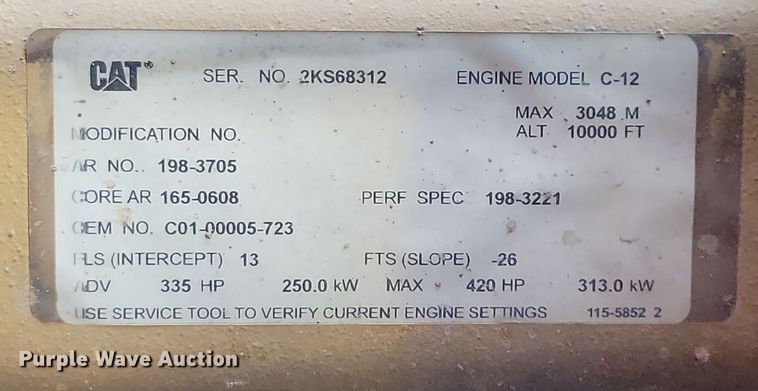 CAT® SER. NO. 2KS68312 ENGINE MODEL C-12
MAX 3048 M
MODIFICATION NO. ALT 10000 FT
AR NO. 198-3705
CORE AR 165-0608 PERF SPEC 198-3221
OEM NO. C01-00005-723
FLS (INTERCEPT) 13 FTS (SLOPE) -26
ADV 335 HP 250.0 kW MAX 420 HP 313.0 kW
USE SERVICE TOOL TO VERIFY CURRENT ENGINE SETTINGS 115-5852 2
Purple Wave Auction